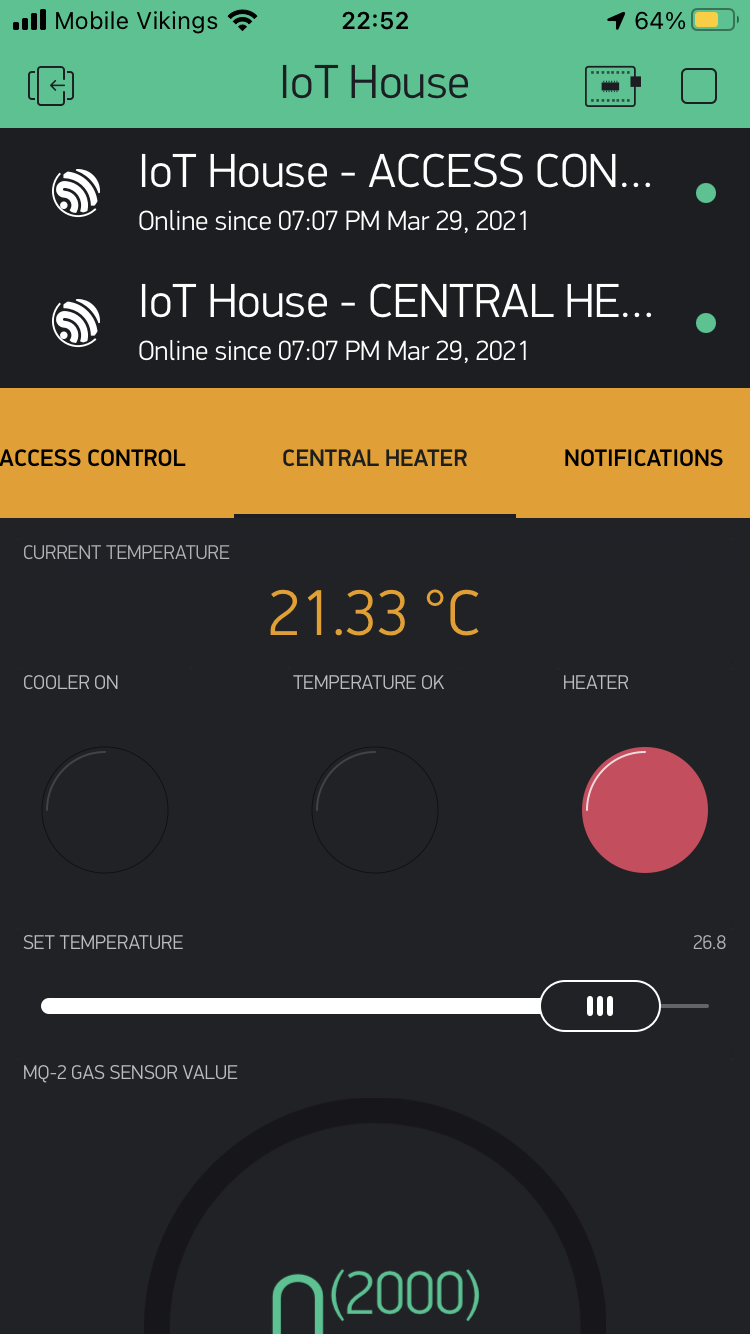 Mobile Vikings 22:52 64%
IoT House
IoT House - ACCESS CON...
Online since 07:07 PM Mar 29, 2021
IoT House - CENTRAL HE...
Online since 07:07 PM Mar 29, 2021
ACCESS CONTROL CENTRAL HEATER NOTIFICATIONS
CURRENT TEMPERATURE
21.33 °C
COOLER ON TEMPERATURE OK HEATER
SET TEMPERATURE 26.8
MQ-2 GAS SENSOR VALUE
(2000)